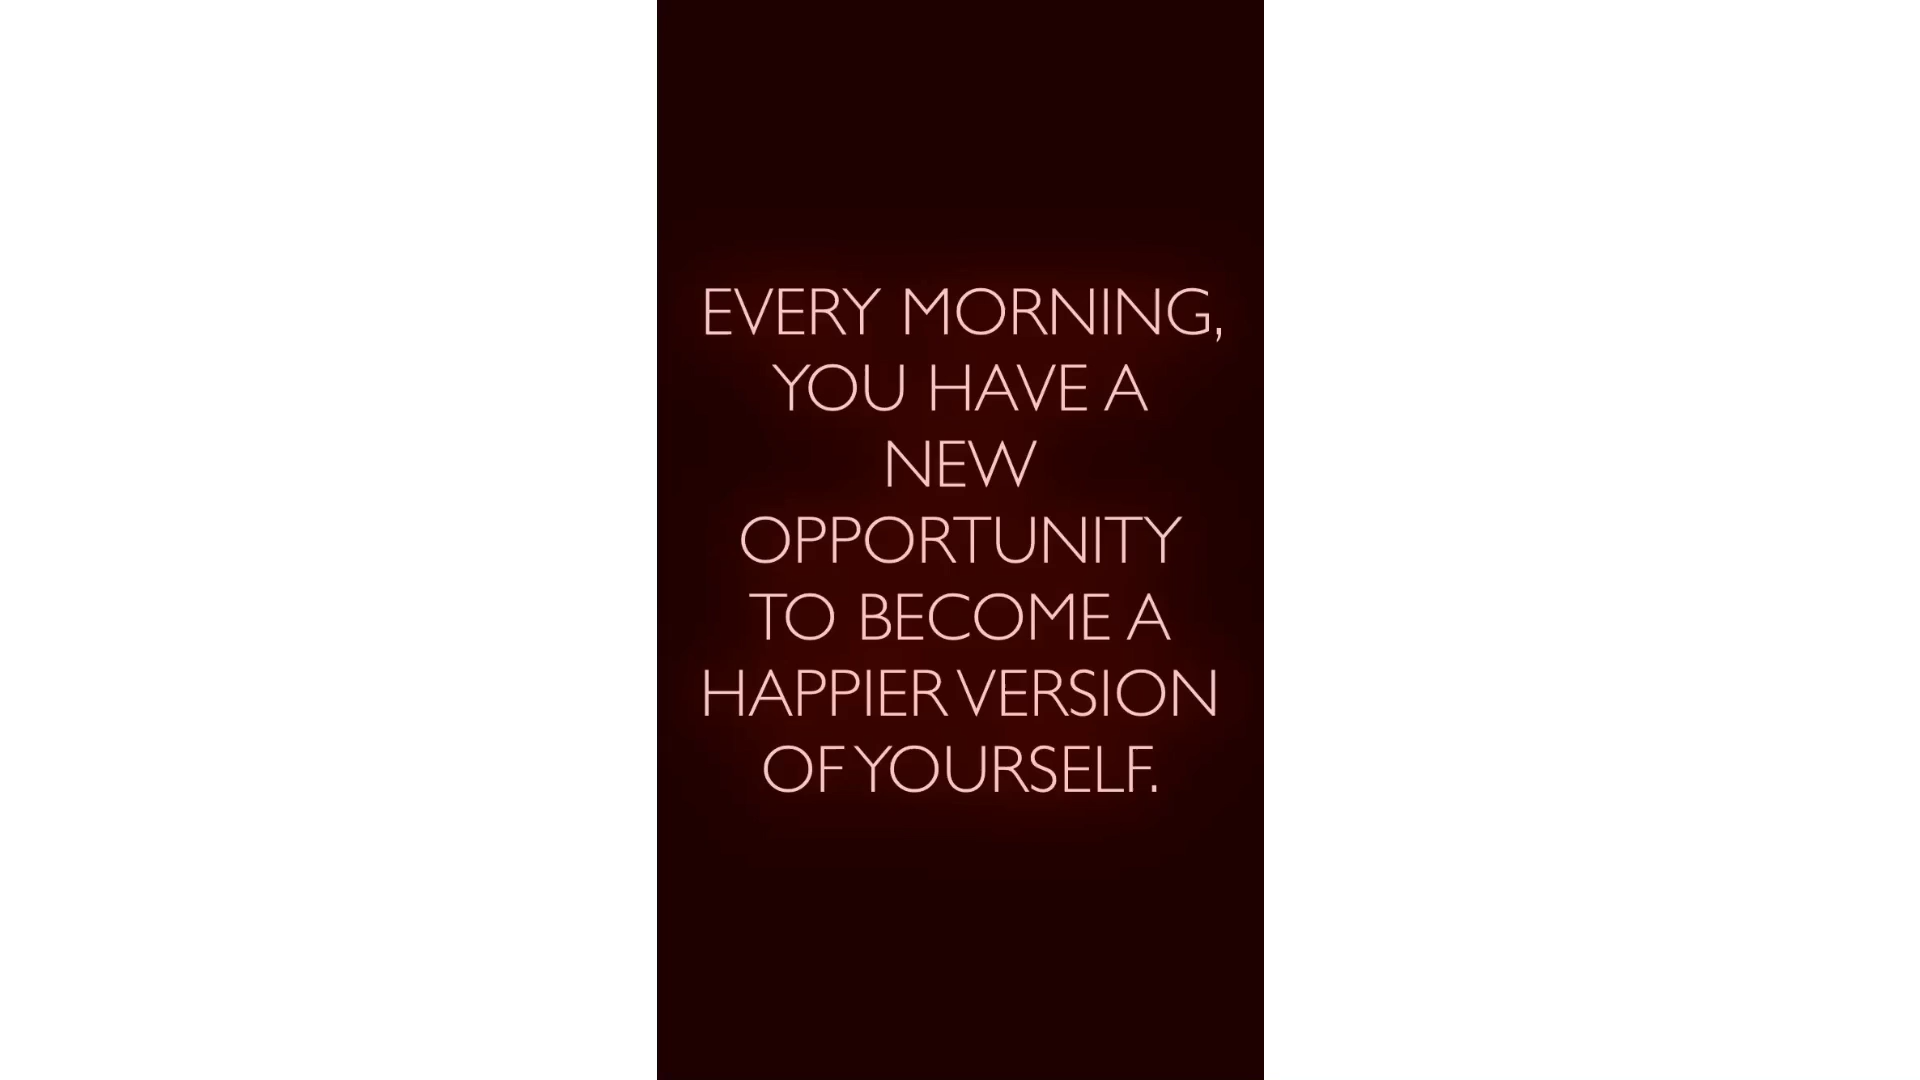 EVERY MORNING,
YOU HAVE A
NEW
OPPORTUNITY
TO BECOME A
HAPPIER VERSION
OF YOURSELF.